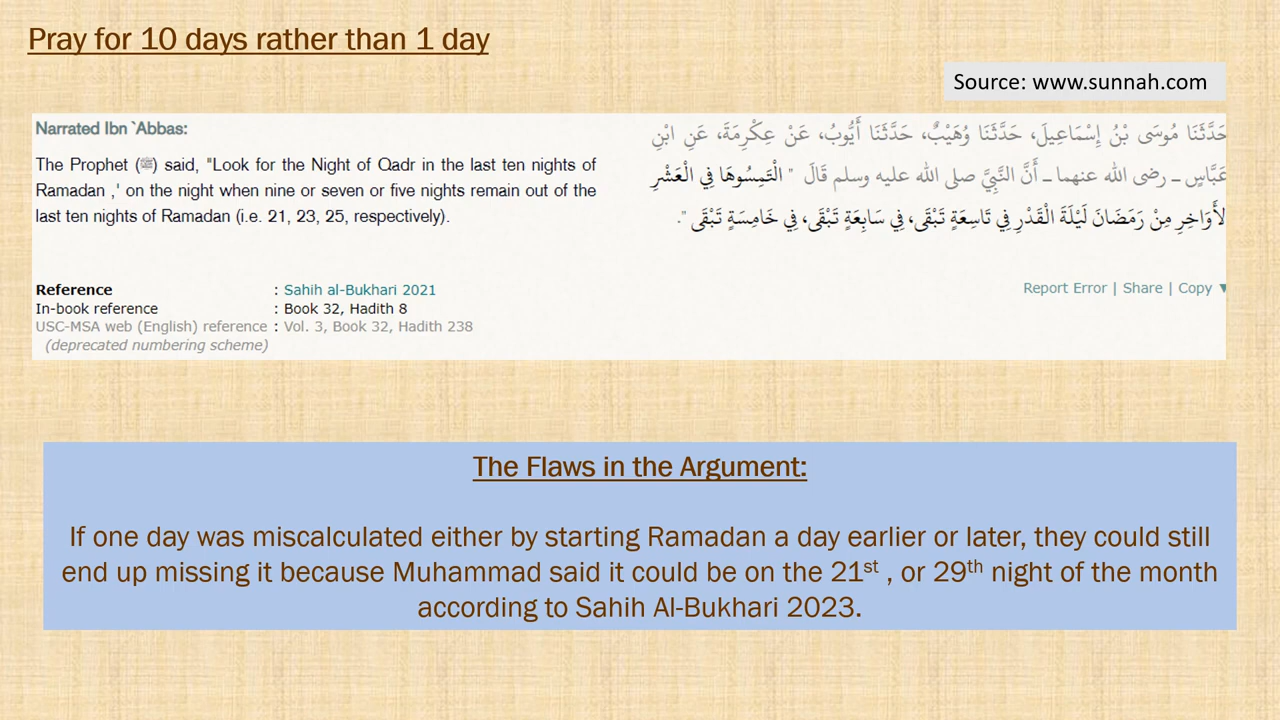 Pray for 10 days rather than 1 day
Source: www.sunnah.com
Narrated Ibn `Abbas:
The Prophet (ﷺ) said, "Look for the Night of Qadr in the last ten nights of
Ramadan ,' on the night when nine or seven or five nights remain out of the
last ten nights of Ramadan (i.e. 21, 23, 25, respectively).
حَدَّثَنَا مُوسَى بْنُ إِسْمَاعِيلَ، حَدَّثَنَا وُهَيْبٌ، حَدَّثَنَا أَيُّوبُ، عَنْ عِكْرِمَةَ، عَنِ ابْنِ
عَبَّاسٍ ـ رضى الله عنهما ـ أَنَّ النَّبِيَّ صلى الله عليه وسلم قَالَ " الْتَمِسُوهَا فِي الْعَشْرِ
لأَوَاخِرِ مِنْ رَمَضَانَ لَيْلَةَ الْقَدْرِ فِي تَاسِعَةٍ تَبْقَى، فِي سَابِعَةٍ تَبْقَى، فِي خَامِسَةٍ تَبْقَى ".
Reference : Sahih al-Bukhari 2021
In-book reference : Book 32, Hadith 8
USC-MSA web (English) reference : Vol. 3, Book 32, Hadith 238
(deprecated numbering scheme)
Report Error | Share | Copy ▼
The Flaws in the Argument:
If one day was miscalculated either by starting Ramadan a day earlier or later, they could still
end up missing it because Muhammad said it could be on the 21st , or 29th night of the month
according to Sahih Al-Bukhari 2023.